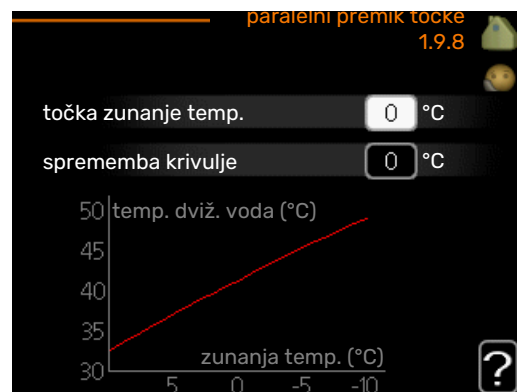 paralelni premik točke
1.9.8
točka zunanje temp. 0 °C
sprememba krivulje 0 °C
50 temp. dviž. voda (°C)
45
40
35
30
zunanja temp. (°C)
5 0 -5 -10
?